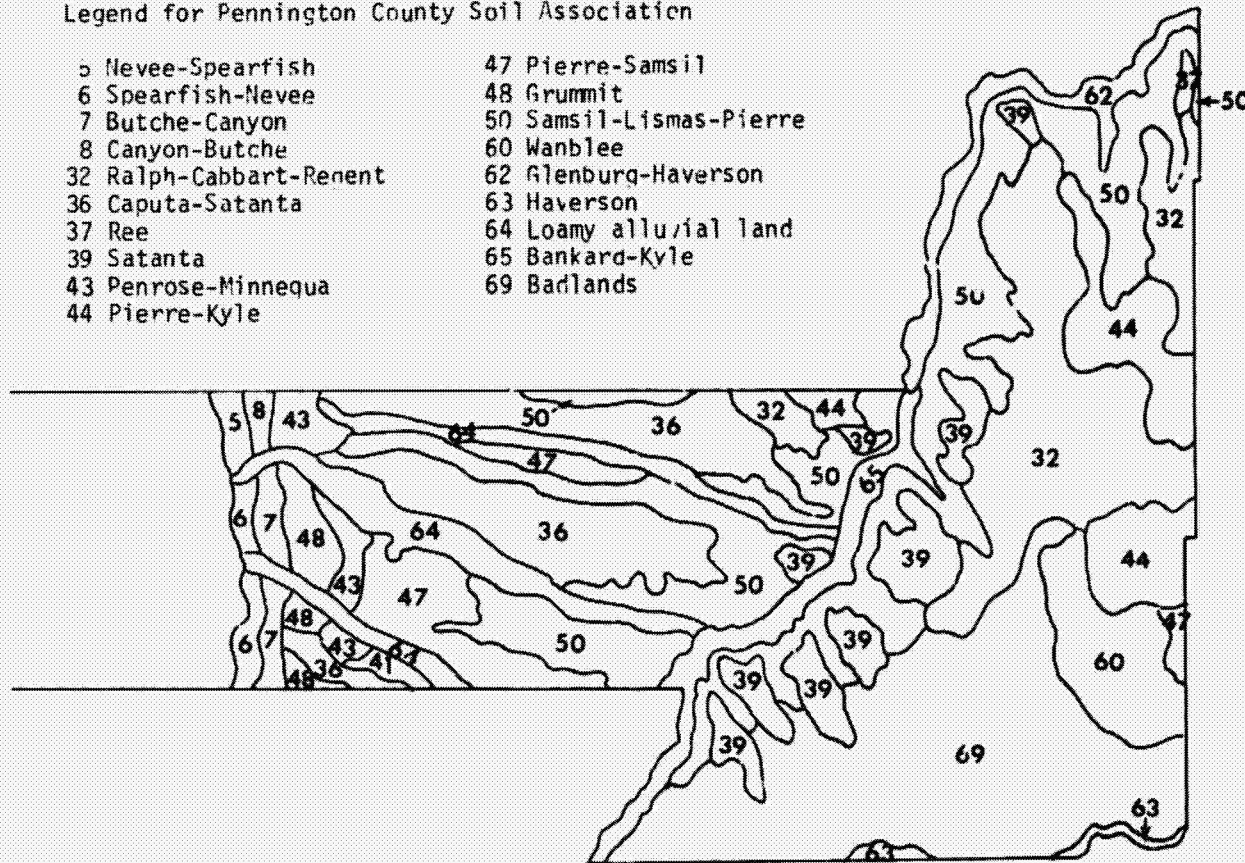 Legend for Pennington County Soil Association
5 Nevee-Spearfish
6 Spearfish-Nevee
7 Butche-Canyon
8 Canyon-Butche
32 Ralph-Cabbart-Renent
36 Caputa-Satanta
37 Ree
39 Satanta
43 Penrose-Minnequa
44 Pierre-Kyle
47 Pierre-Samsil
48 Grummit
50 Samsil-Lismas-Pierre
60 Wanblee
62 Glenburg-Haverson
63 Haverson
64 Loamy alluvial land
65 Bankard-Kyle
69 Badlands
37
62
50
39
50
32
50
44
5
8
43
50
36
32
44
64
39
39
47
50
65
32
6
7
48
64
36
39
39
44
43
47
50
48
47
6
7
43
64
50
39
60
41
36
48
39
39
39
69
63
63